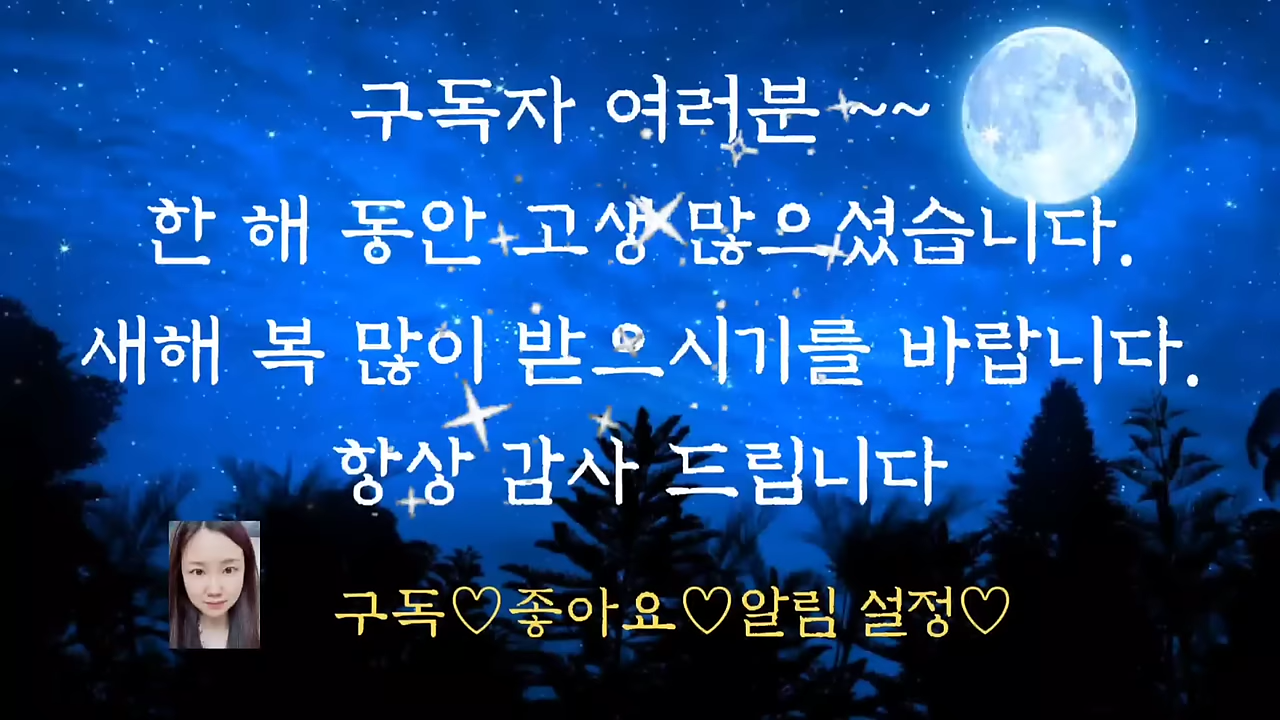 구독자 여러분 ~~
한 해 동안 고생 많으셨습니다.
새해 복 많이 받으시기를 바랍니다.
항상 감사 드립니다
구독♡좋아요♡알림 설정♡